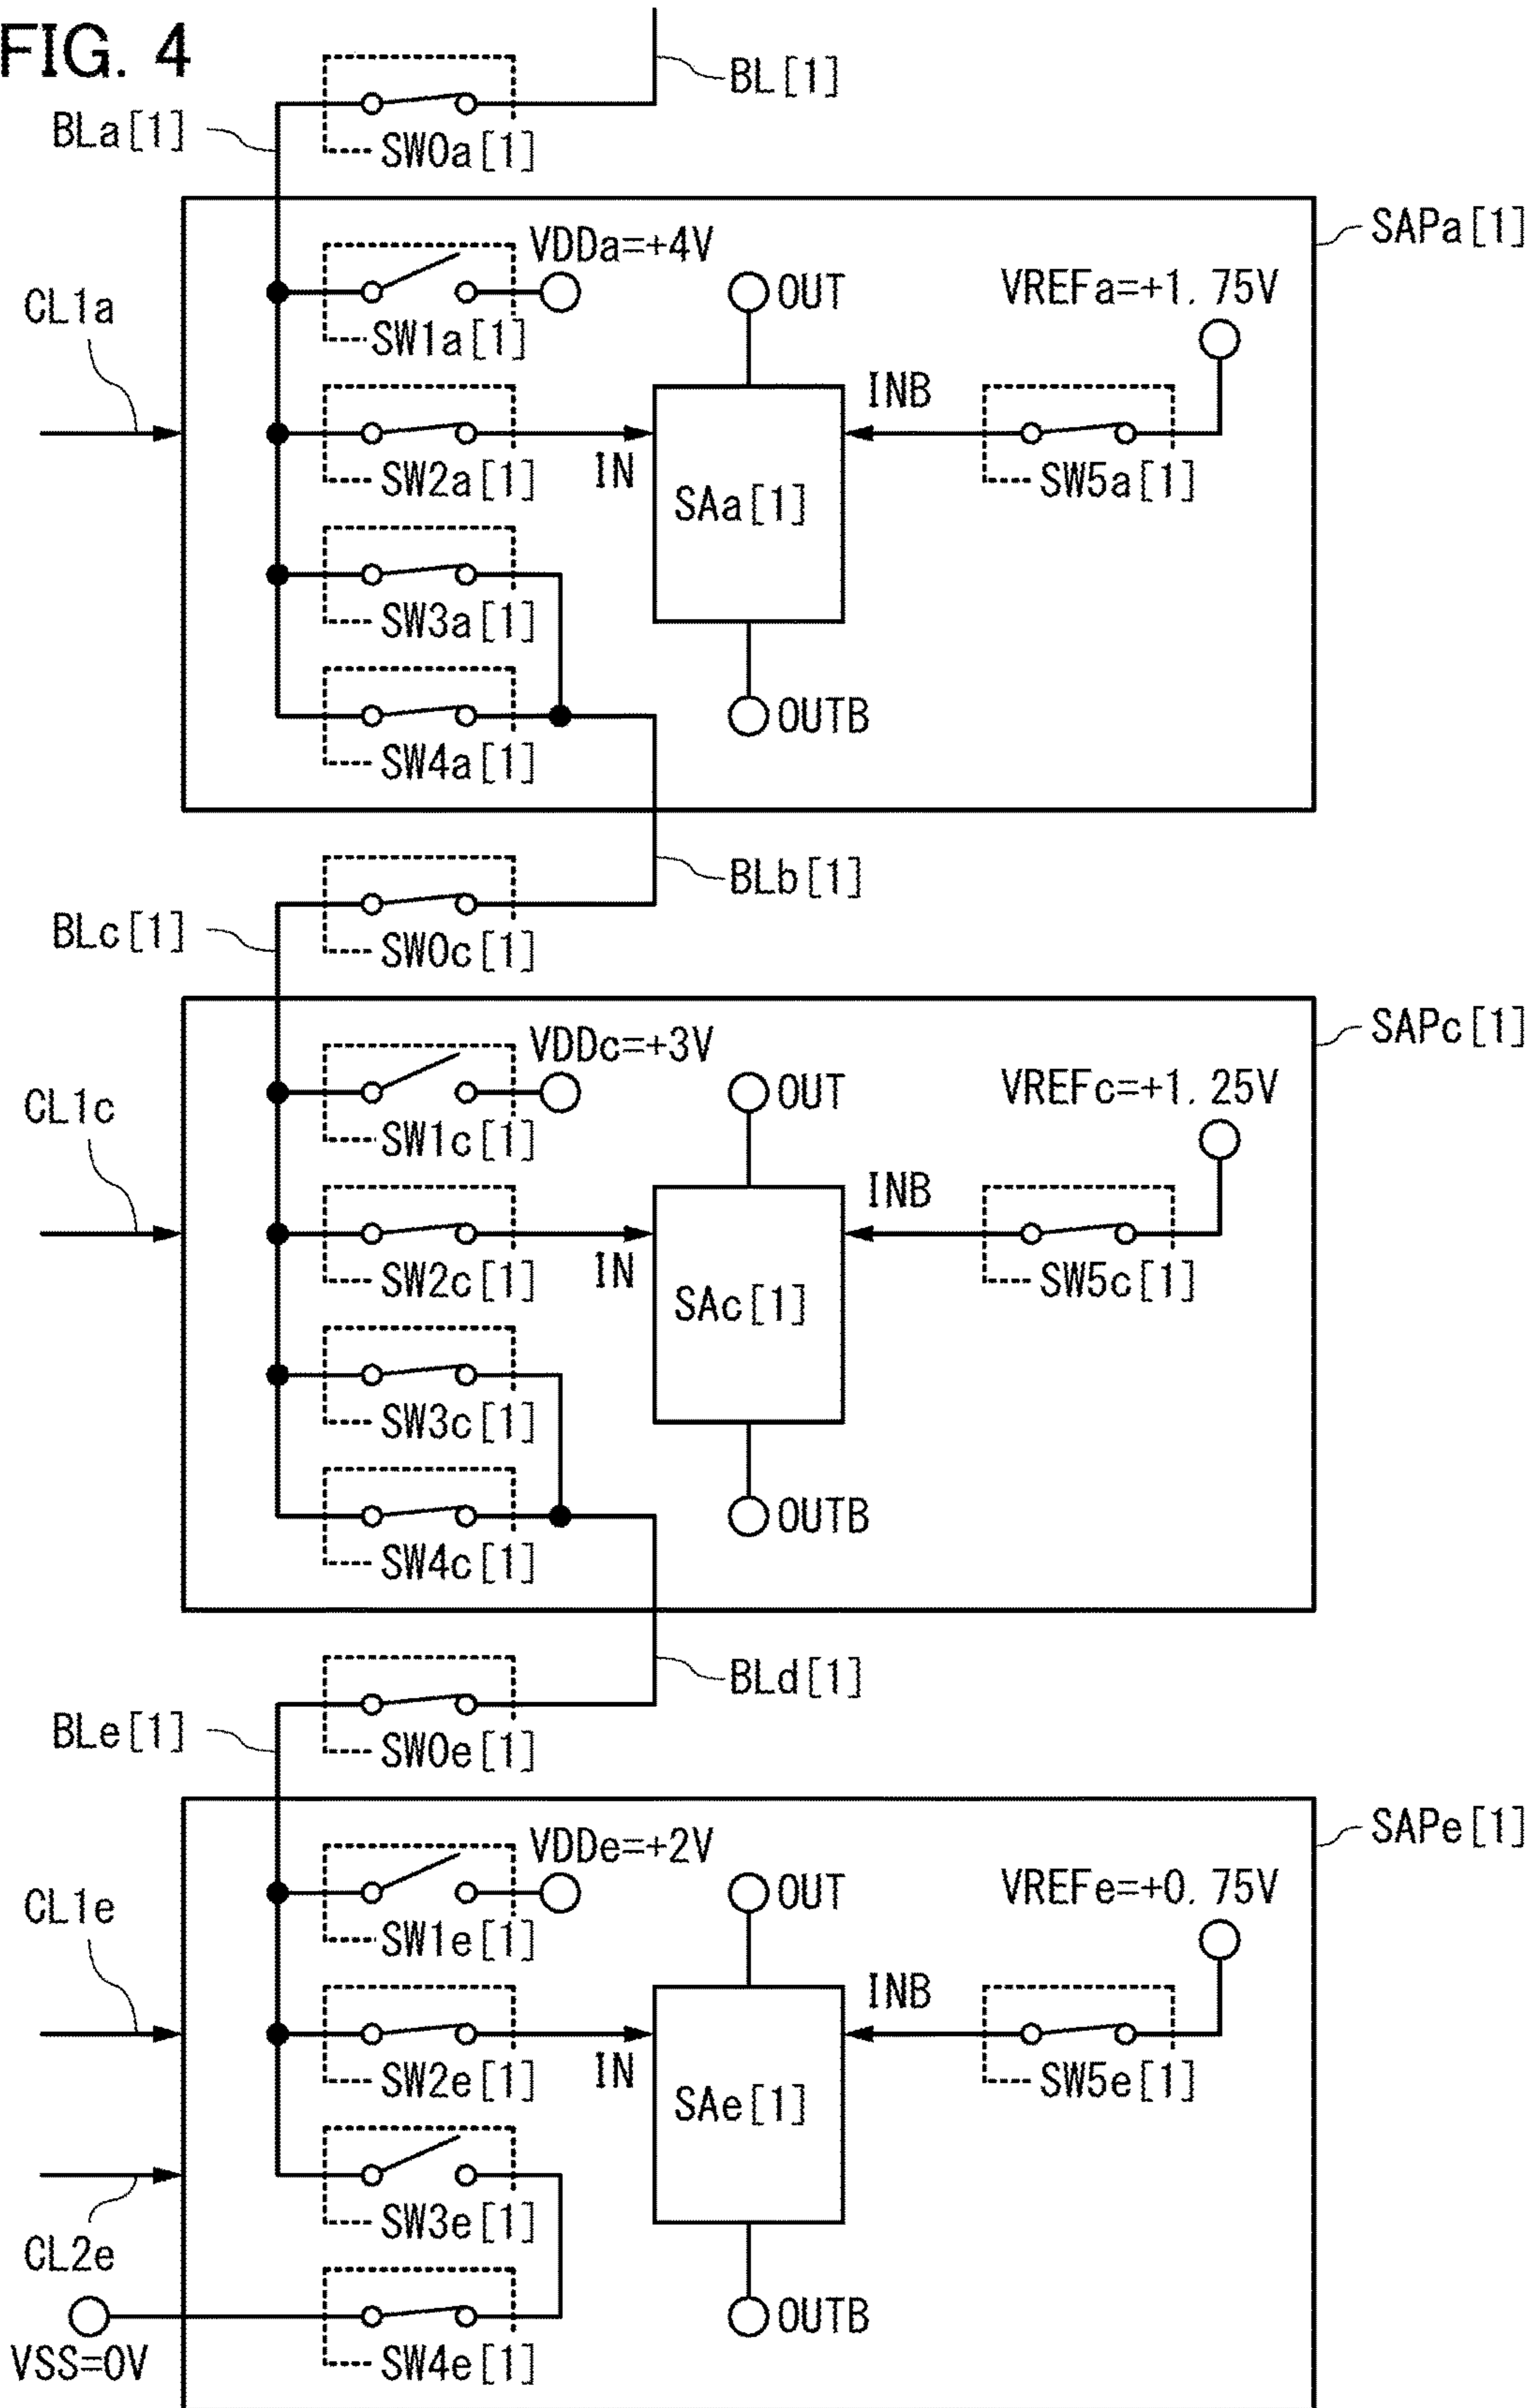 FIG. 4
BL[1]
BLa[1]
SW0a[1]
SAPa[1]
VDDa=+4V
OUT
VREFa=+1.75V
CL1a
SW1a[1]
INB
SW2a[1]
IN
SAa[1]
SW5a[1]
SW3a[1]
OUTB
SW4a[1]
BLb[1]
BLc[1]
SW0c[1]
SAPc[1]
VDDc=+3V
OUT
VREFc=+1.25V
CL1c
SW1c[1]
INB
SW2c[1]
IN
SAc[1]
SW5c[1]
SW3c[1]
OUTB
SW4c[1]
BLd[1]
BLe[1]
SW0e[1]
SAPe[1]
VDDe=+2V
OUT
VREFe=+0.75V
CL1e
SW1e[1]
INB
SW2e[1]
IN
SAe[1]
SW5e[1]
SW3e[1]
CL2e
OUTB
VSS=0V
SW4e[1]